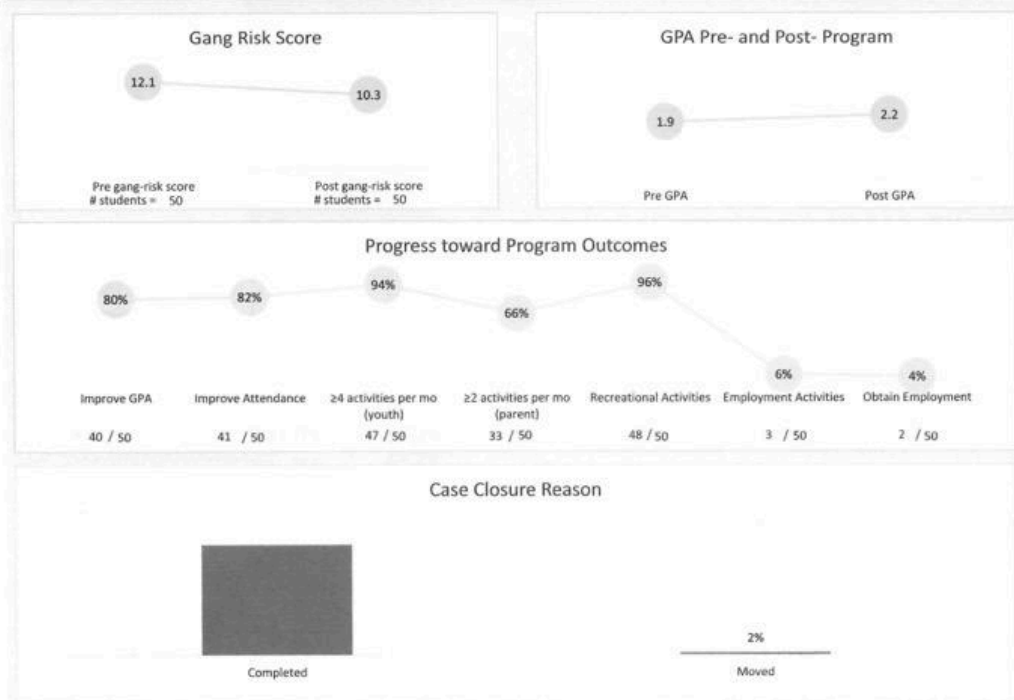 Gang Risk Score
12.1
10.3
Pre gang-risk score
# students = 50
Post gang-risk score
# students = 50
GPA Pre- and Post- Program
1.9
2.2
Pre GPA
Post GPA
Progress toward Program Outcomes
80%
82%
94%
66%
96%
6%
4%
Improve GPA
Improve Attendance
≥4 activities per mo
(youth)
≥2 activities per mo
(parent)
Recreational Activities
Employment Activities
Obtain Employment
40 / 50
41 / 50
47 / 50
33 / 50
48 / 50
3 / 50
2 / 50
Case Closure Reason
2%
Completed
Moved